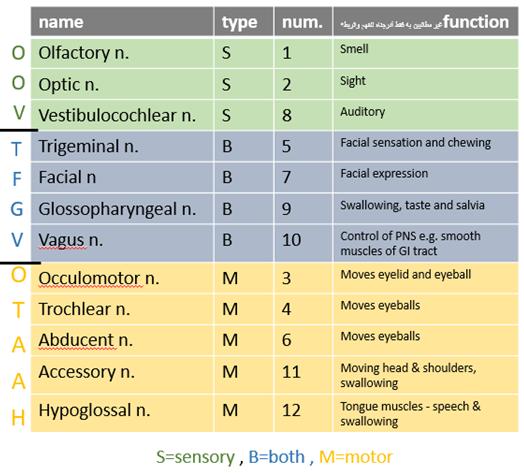 name type num. function *غير مطالبين به فقط أدرجناه للفهم والربط
O Olfactory n. S 1 Smell
O Optic n. S 2 Sight
V Vestibulocochlear n. S 8 Auditory
T Trigeminal n. B 5 Facial sensation and chewing
F Facial n B 7 Facial expression
G Glossopharyngeal n. B 9 Swallowing, taste and salvia
V Vagus n. B 10 Control of PNS e.g. smooth
muscles of GI tract
O Occulomotor n. M 3 Moves eyelid and eyeball
T Trochlear n. M 4 Moves eyeballs
A Abducent n. M 6 Moves eyeballs
A Accessory n. M 11 Moving head & shoulders,
swallowing
H Hypoglossal n. M 12 Tongue muscles - speech &
swallowing
S=sensory , B=both , M=motor